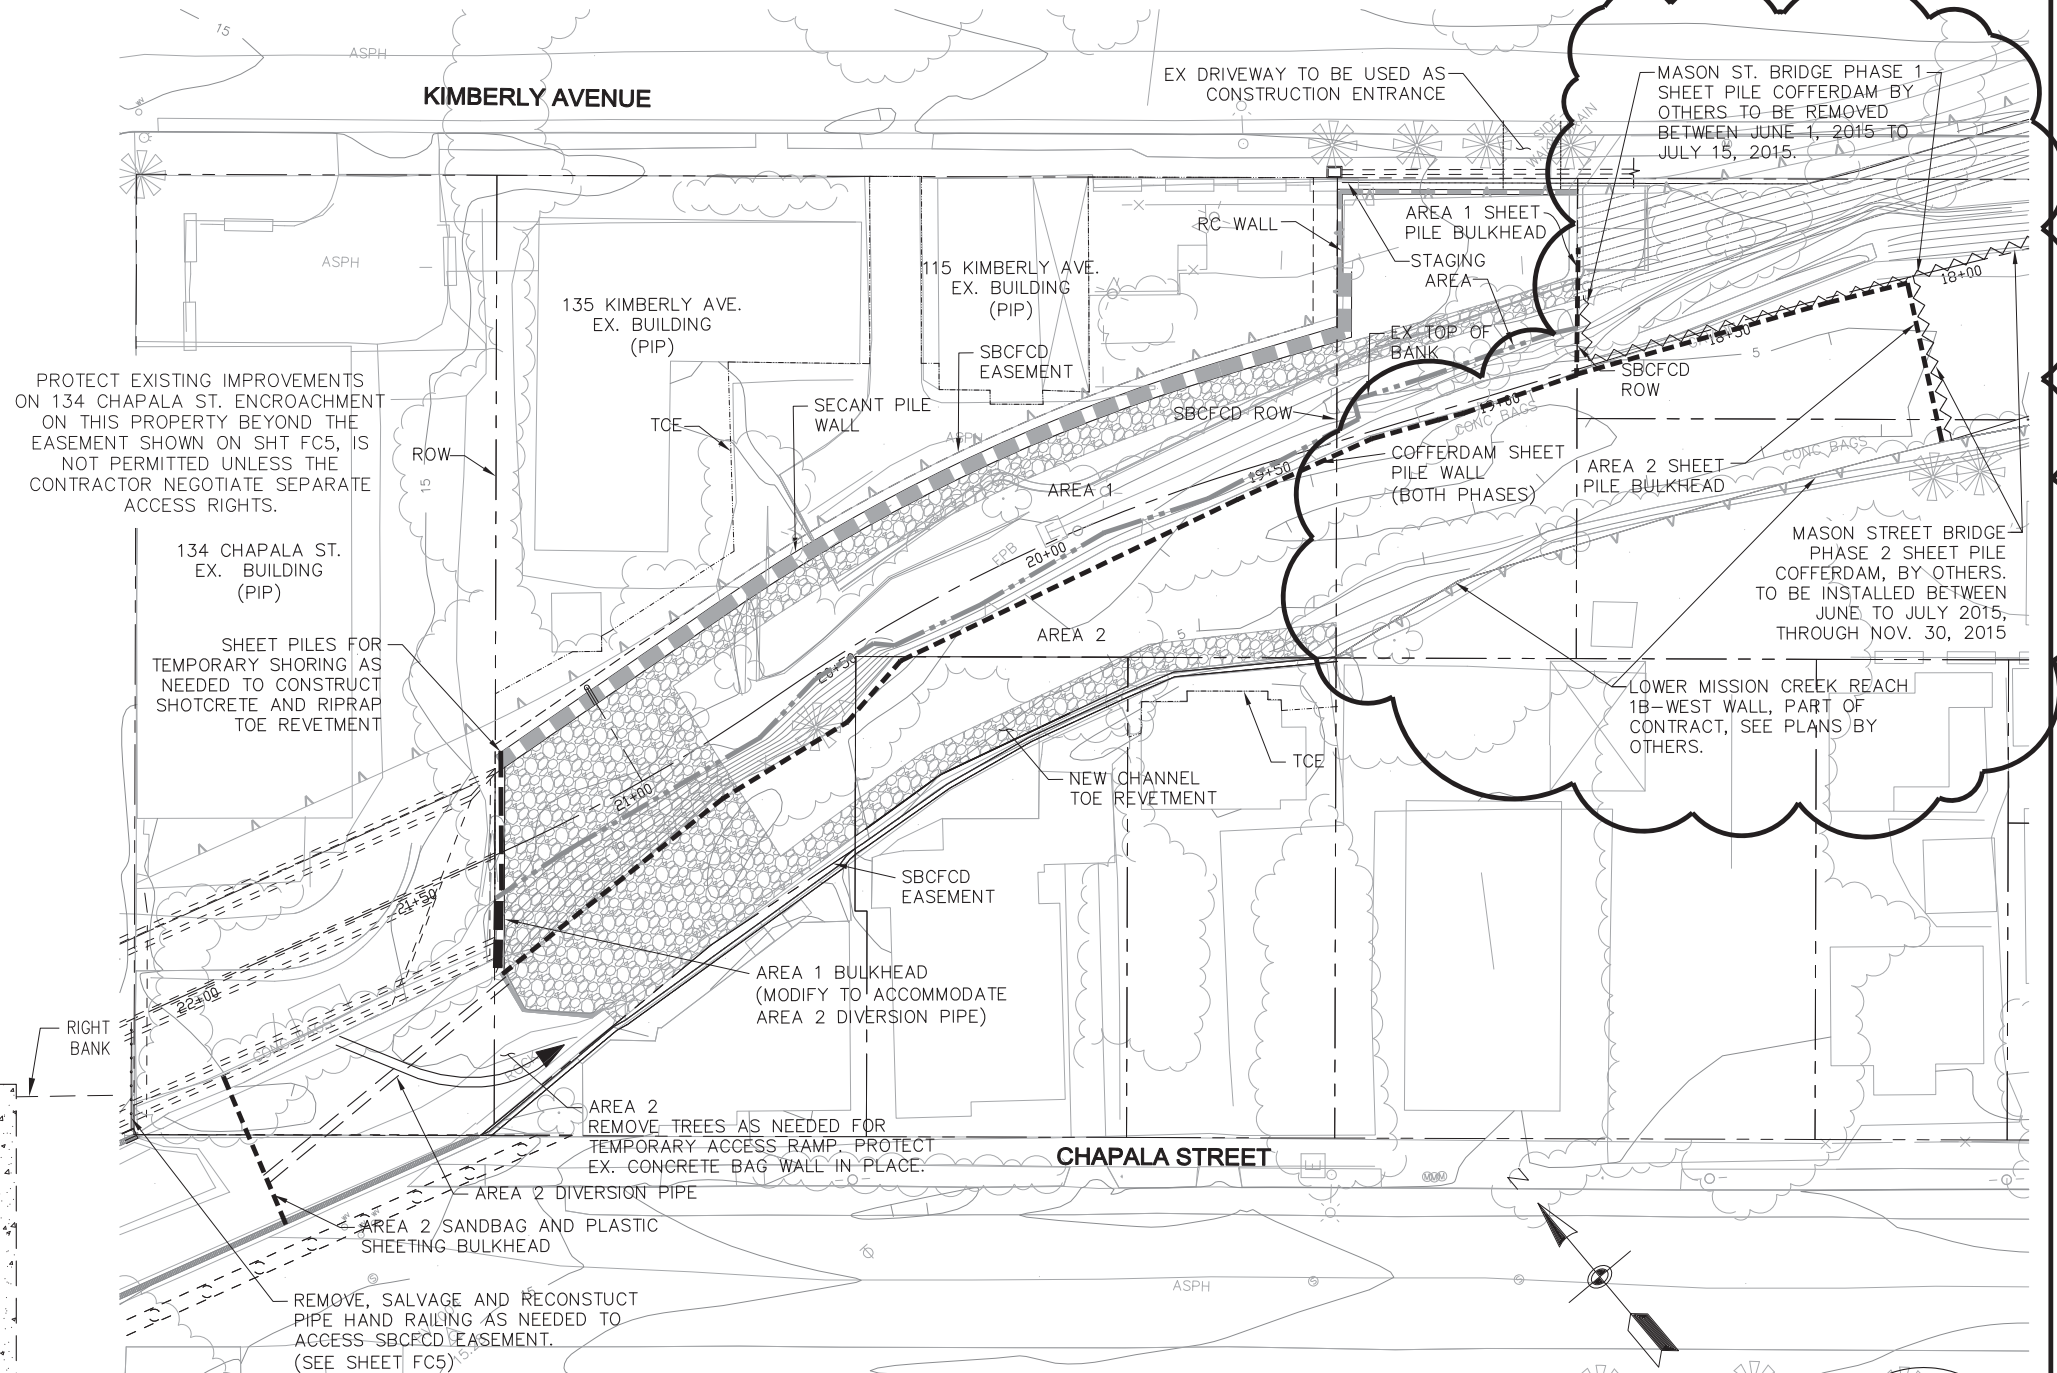 15
ASPH
KIMBERLY AVENUE
EX DRIVEWAY TO BE USED AS
CONSTRUCTION ENTRANCE
MASON ST. BRIDGE PHASE 1
SHEET PILE COFFERDAM BY
OTHERS TO BE REMOVED
BETWEEN JUNE 1, 2015 TO
JULY 15, 2015.
RC WALL
AREA 1 SHEET
PILE BULKHEAD
STAGING
AREA
ASPH
115 KIMBERLY AVE.
EX. BUILDING
(PIP)
135 KIMBERLY AVE.
EX. BUILDING
(PIP)
18+00
18+50
5
EX TOP OF
BANK
SBCFCD
EASEMENT
SBCFCD
ROW
PROTECT EXISTING IMPROVEMENTS
ON 134 CHAPALA ST. ENCROACHMENT
ON THIS PROPERTY BEYOND THE
EASEMENT SHOWN ON SHT FC5, IS
NOT PERMITTED UNLESS THE
CONTRACTOR NEGOTIATE SEPARATE
ACCESS RIGHTS.
SECANT PILE
WALL
TCE
SBCFCD ROW
19+00
CONC BAGS
ASPH
ROW
15
COFFERDAM SHEET
PILE WALL
(BOTH PHASES)
AREA 2 SHEET
PILE BULKHEAD
CONC BAGS
19+50
AREA 1
134 CHAPALA ST.
EX. BUILDING
(PIP)
EPB
20+00
MASON STREET BRIDGE
PHASE 2 SHEET PILE
COFFERDAM, BY OTHERS.
TO BE INSTALLED BETWEEN
JUNE TO JULY 2015,
THROUGH NOV. 30, 2015
AREA 2
5
SHEET PILES FOR
TEMPORARY SHORING AS
NEEDED TO CONSTRUCT
SHOTCRETE AND RIPRAP
TOE REVETMENT
20+50
LOWER MISSION CREEK REACH
1B-WEST WALL, PART OF
CONTRACT, SEE PLANS BY
OTHERS.
TCE
NEW CHANNEL
TOE REVETMENT
21+00
SBCFCD
EASEMENT
21+50
AREA 1 BULKHEAD
(MODIFY TO ACCOMMODATE
AREA 2 DIVERSION PIPE)
22+00
RIGHT
BANK
CONC BAGS
AREA 2
REMOVE TREES AS NEEDED FOR
TEMPORARY ACCESS RAMP. PROTECT
EX. CONCRETE BAG WALL IN PLACE.
CHAPALA STREET
E
N
AREA 2 DIVERSION PIPE
AREA 2 SANDBAG AND PLASTIC
SHEETING BULKHEAD
ASPH
REMOVE, SALVAGE AND RECONSTUCT
PIPE HAND RAILING AS NEEDED TO
ACCESS SBCFCD EASEMENT.
(SEE SHEET FC5)
15